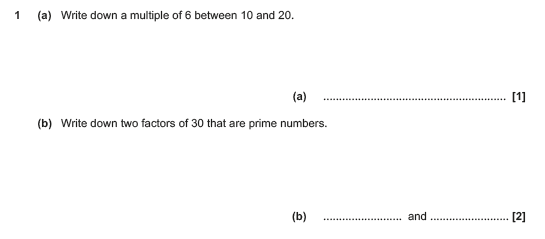 1 (a) Write down a multiple of 6 between 10 and 20.
(a) .......................................................... [1]
(b) Write down two factors of 30 that are prime numbers.
(b) ......................... and ......................... [2]